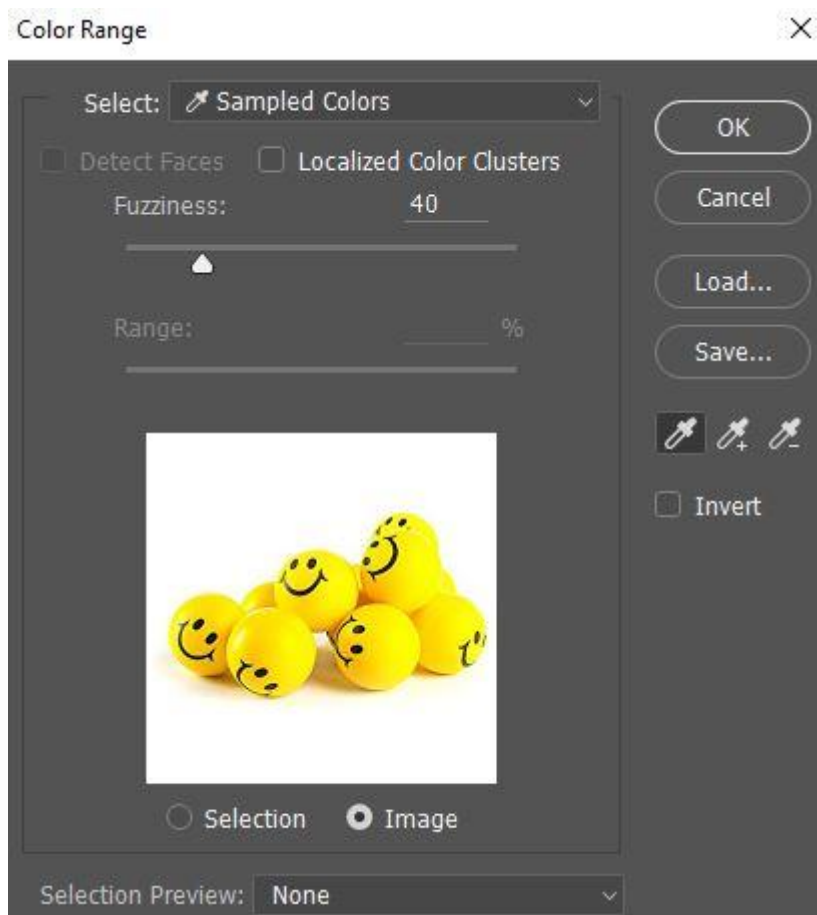 Color Range
Select: Sampled Colors
OK
Detect Faces Localized Color Clusters
Fuzziness: 40
Cancel
Load...
Range: %
Save...
Invert
Selection Image
Selection Preview: None